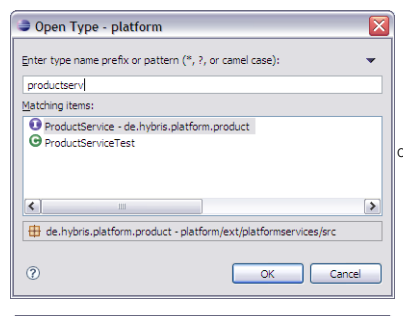 Open Type - platform
Enter type name prefix or pattern (*, ?, or camel case):
productserv
Matching items:
I ProductService - de.hybris.platform.product
C ProductServiceTest
de.hybris.platform.product - platform/ext/platformservices/src
? OK Cancel